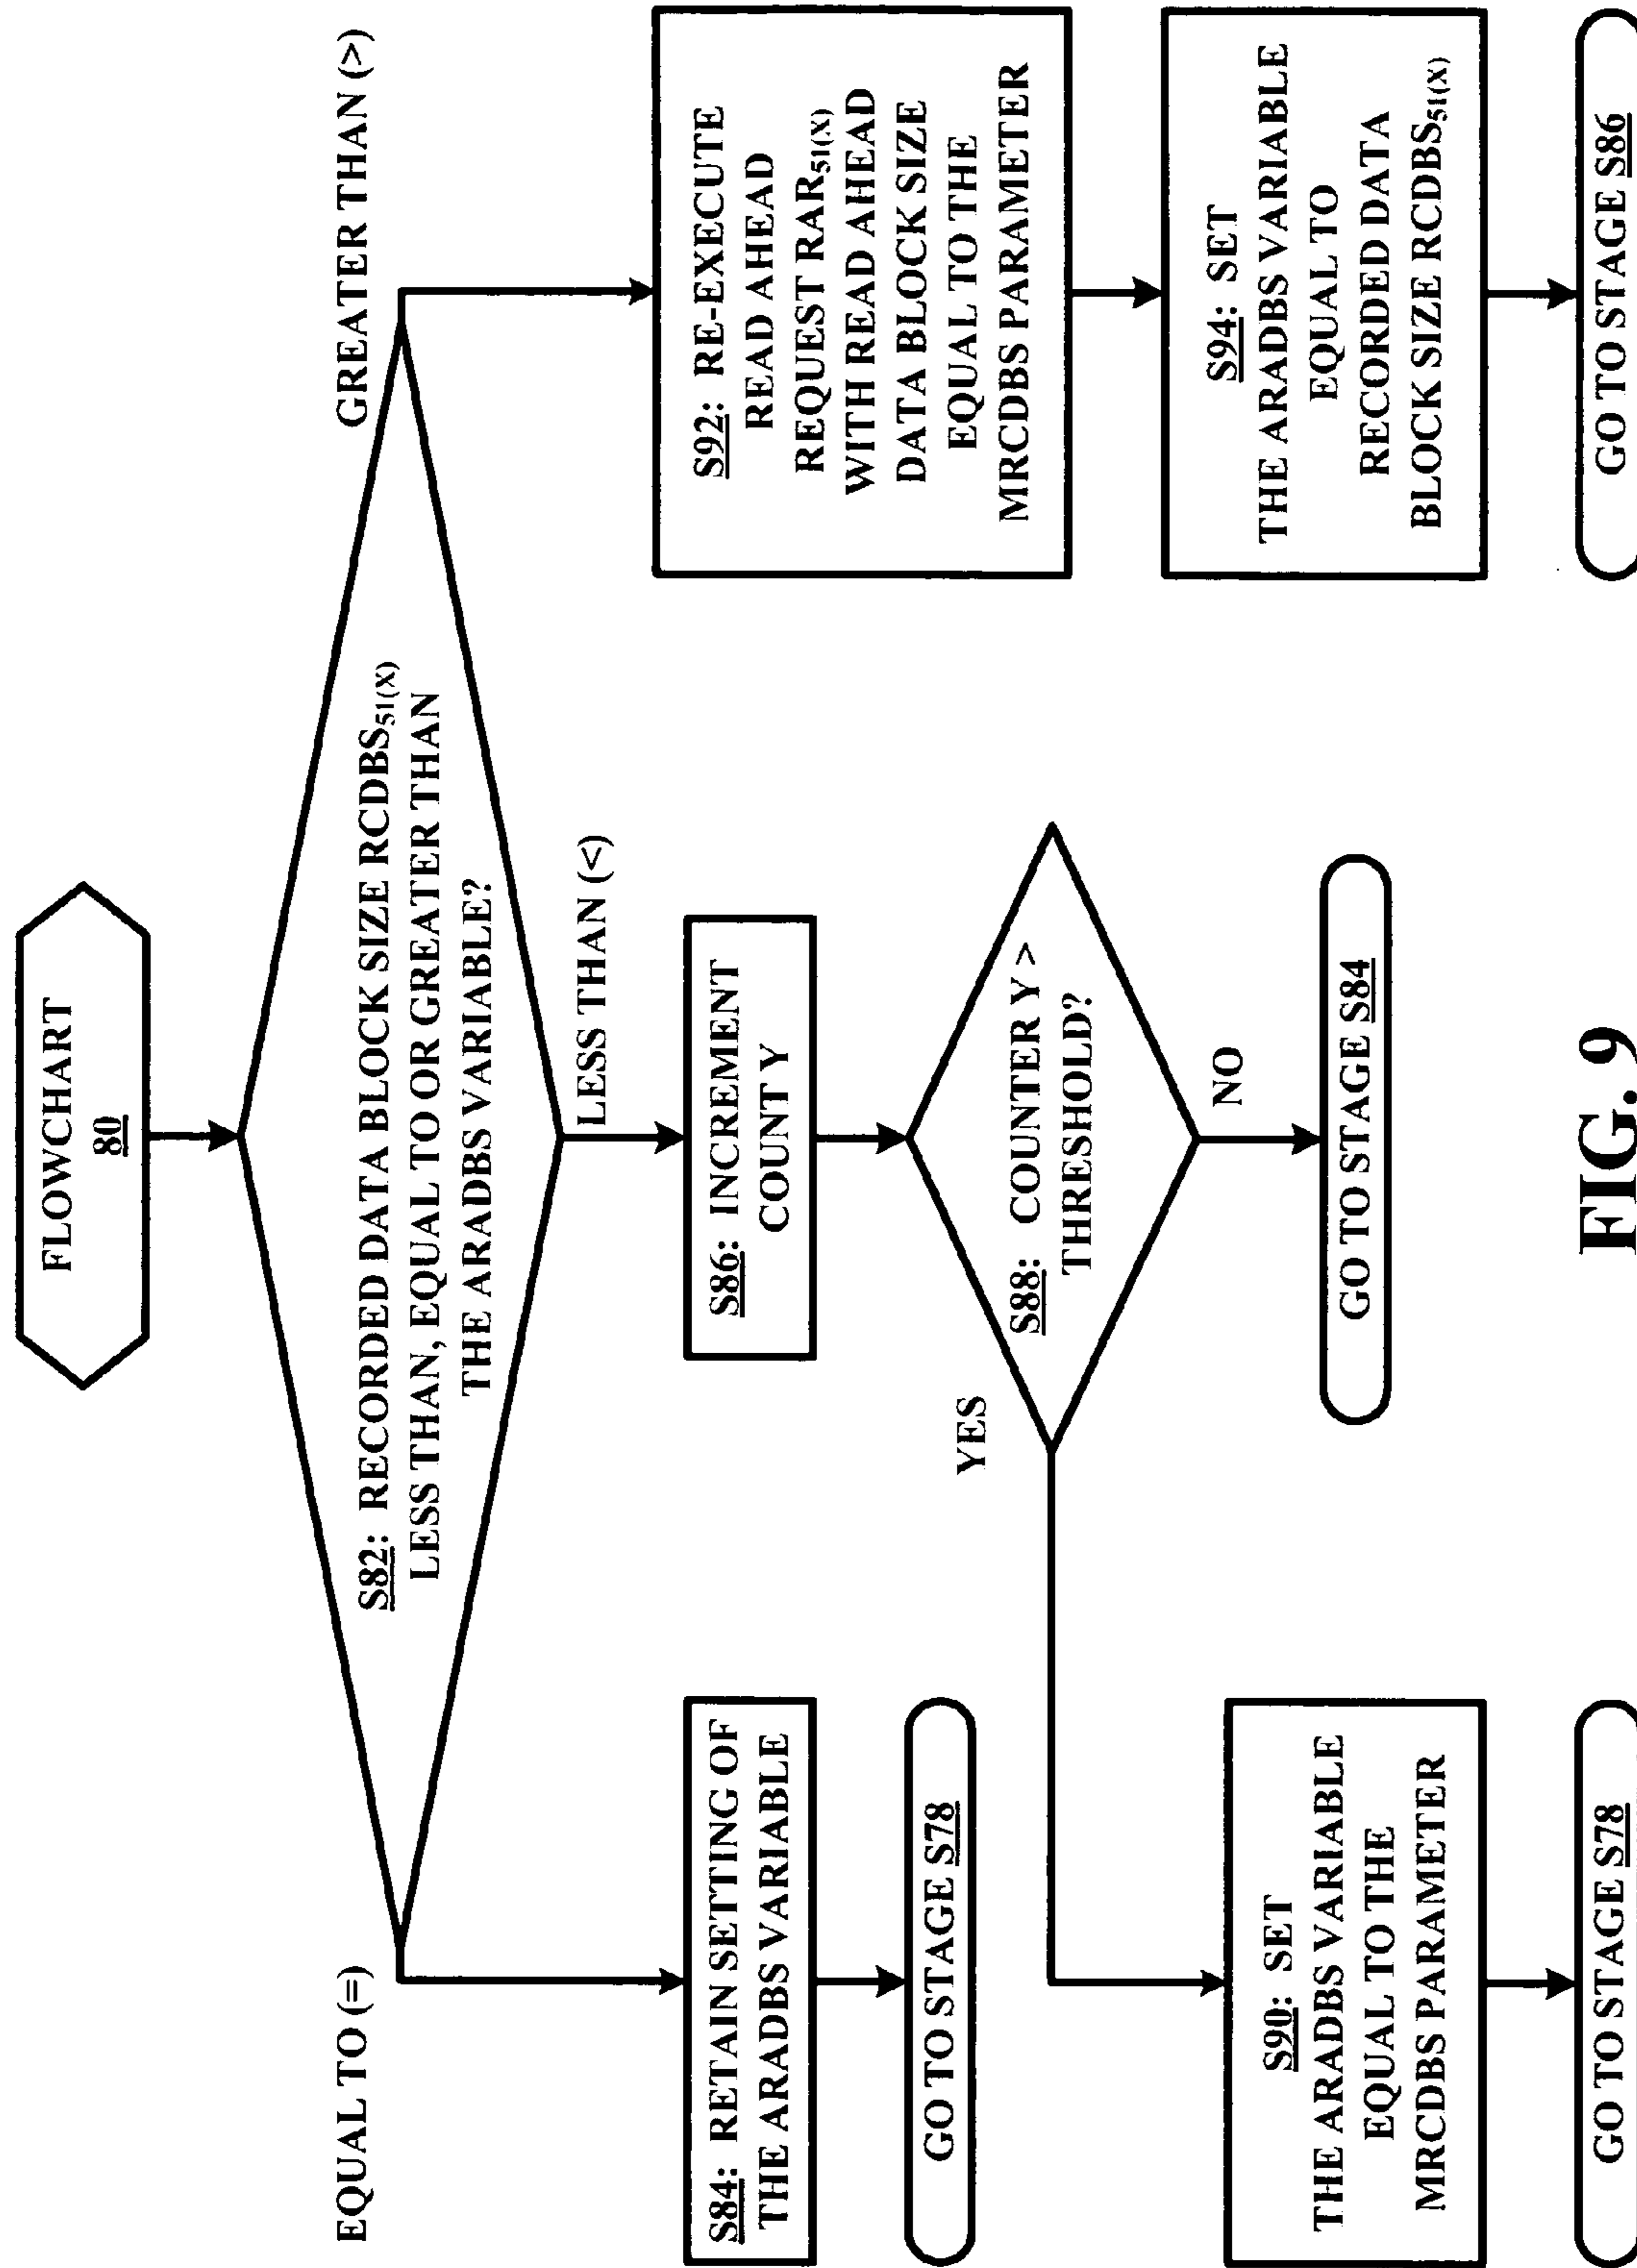 FLOWCHART
80
S82: RECORDED DATA BLOCK SIZE RCDBS51(X)
LESS THAN, EQUAL TO OR GREATER THAN
THE ARADBS VARIABLE?
EQUAL TO (=)
LESS THAN (<)
GREATER THAN (>)
S84: RETAIN SETTING OF
THE ARADBS VARIABLE
GO TO STAGE S78
S86: INCREMENT
COUNT Y
S88: COUNTER Y >
THRESHOLD?
YES
NO
GO TO STAGE S84
S90: SET
THE ARADBS VARIABLE
EQUAL TO THE
MRCDBS PARAMETER
GO TO STAGE S78
S92: RE-EXECUTE
READ AHEAD
REQUEST RAR51(X)
WITH READ AHEAD
DATA BLOCK SIZE
EQUAL TO THE
MRCDBS PARAMETER
S94: SET
THE ARADBS VARIABLE
EQUAL TO
RECORDED DATA
BLOCK SIZE RCDBS51(X)
GO TO STAGE S86
FIG. 9